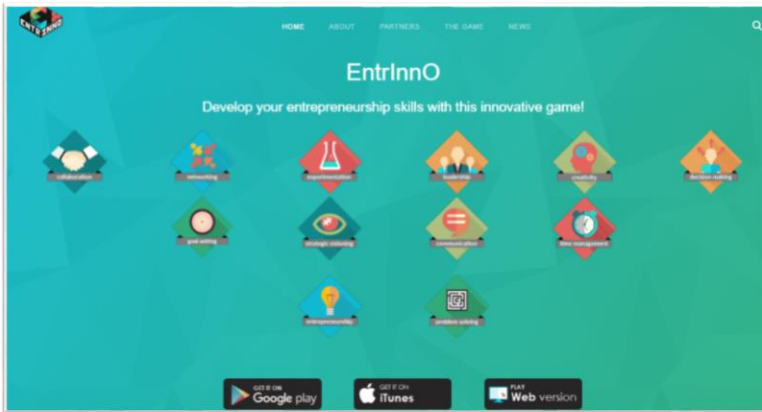 ENTRINNO
HOME ABOUT PARTNERS THE GAME NEWS
EntrInnO
Develop your entrepreneurship skills with this innovative game!
collaboration networking experimentation leadership creativity decision making
goal setting strategic visioning communication time management
entrepreneurship problem solving
GET IT ON
Google play
GET IT ON
iTunes
PLAY
Web version